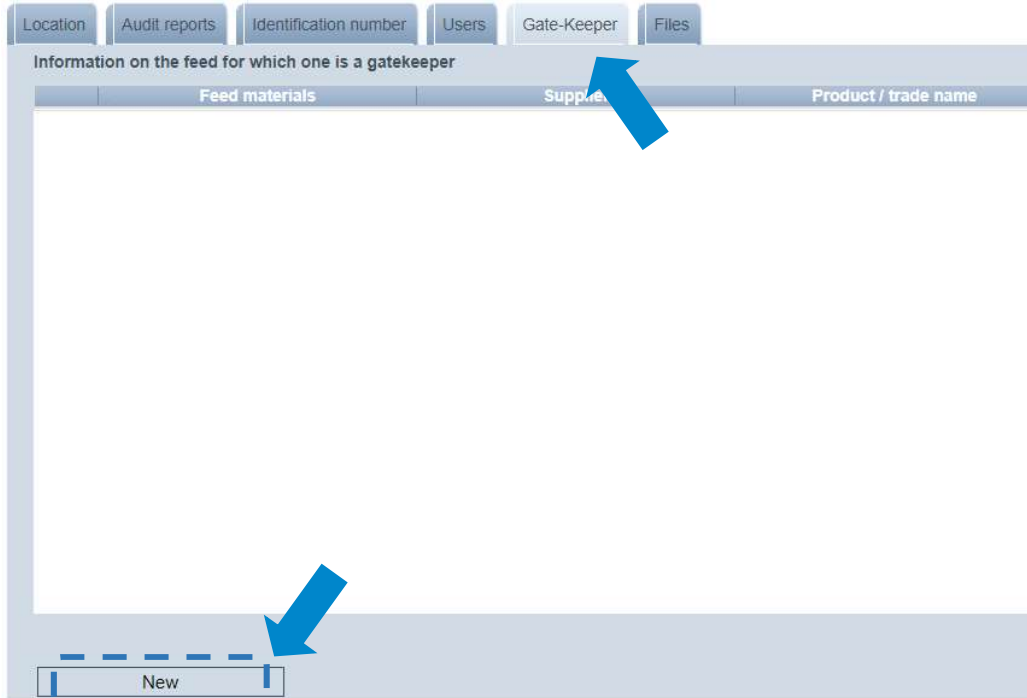 Location Audit reports Identification number Users Gate-Keeper Files
Information on the feed for which one is a gatekeeper
Feed materials Product / trade name
New